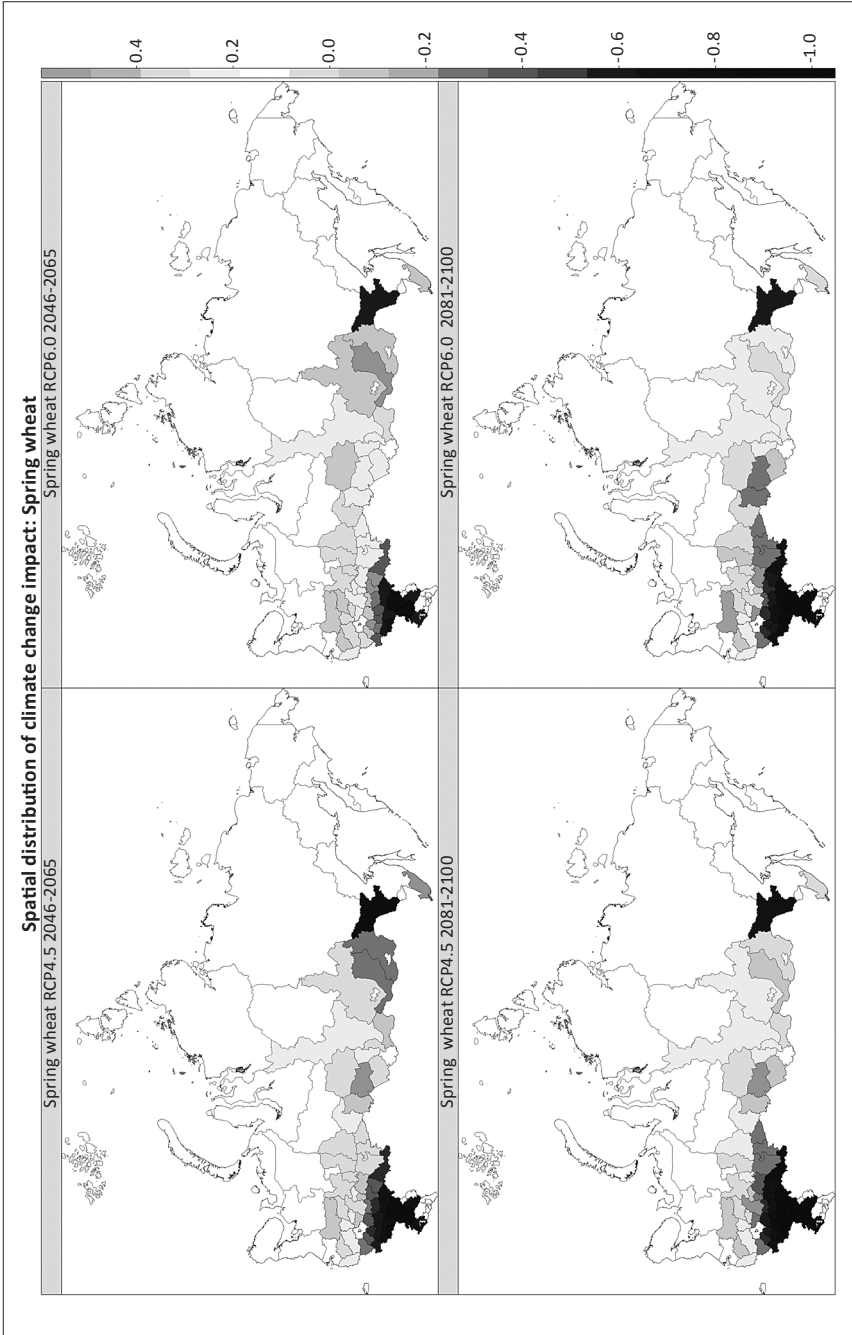 Spatial distribution of climate change impact: Spring wheat
Spring wheat RCP4.5 2046-2065
Spring wheat RCP6.0 2046-2065
Spring wheat RCP4.5 2081-2100
Spring wheat RCP6.0 2081-2100
0.4
0.2
0.0
-0.2
-0.4
-0.6
-0.8
-1.0